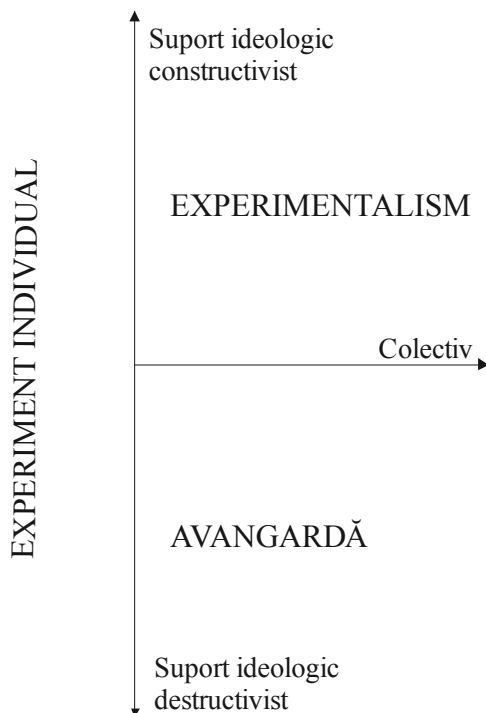 Suport ideologic
constructivist
EXPERIMENT INDIVIDUAL
EXPERIMENTALISM
Colectiv
AVANGARDĂ
Suport ideologic
destructivist